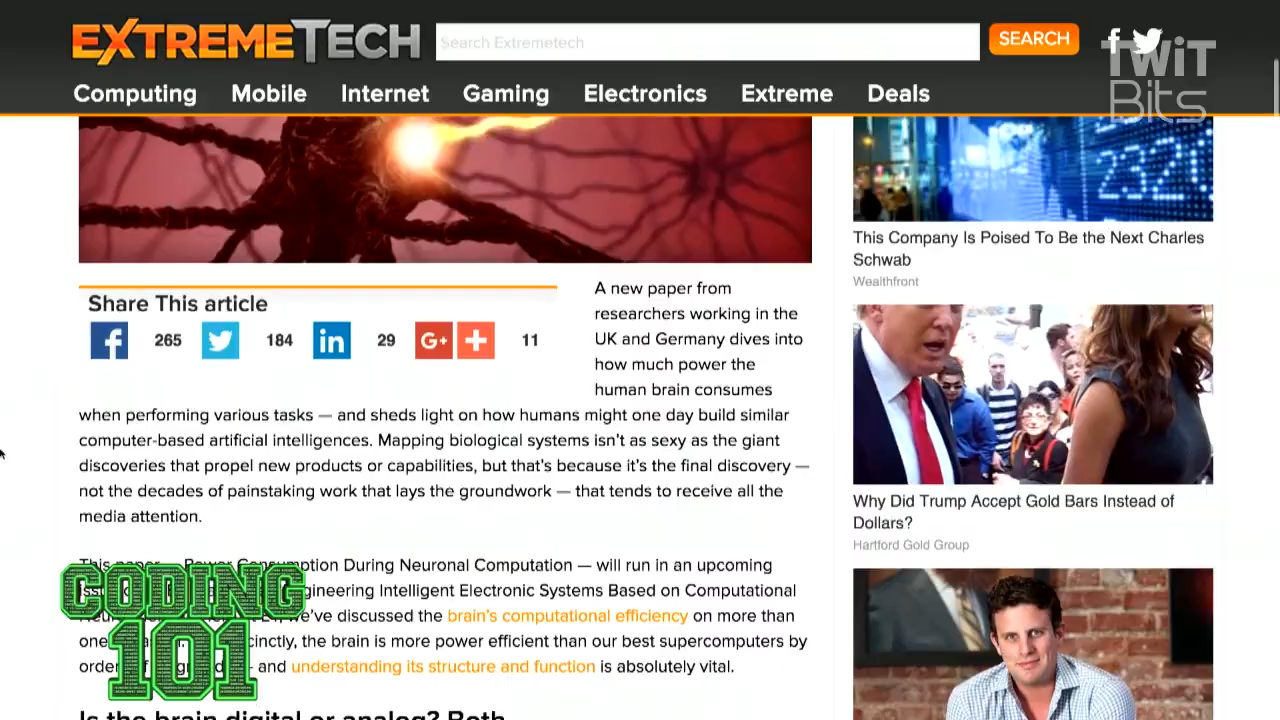 EXTREMETECH
Search Extremetech
SEARCH
TWiT
Bits
Computing Mobile Internet Gaming Electronics Extreme Deals
Share This article
265 184 29 G+ 11
A new paper from
researchers working in the
UK and Germany dives into
how much power the
human brain consumes
when performing various tasks — and sheds light on how humans might one day build similar
computer-based artificial intelligences. Mapping biological systems isn't as sexy as the giant
discoveries that propel new products or capabilities, but that's because it's the final discovery —
not the decades of painstaking work that lays the groundwork — that tends to receive all the
media attention.
This paper — Power Consumption During Neuronal Computation — will run in an upcoming
Engineering Intelligent Electronic Systems Based on Computational
we've discussed the brain's computational efficiency on more than
one cinctly, the brain is more power efficient than our best supercomputers by
and understanding its structure and function is absolutely vital.
Is the brain digital or analog? Both
CODING
101
2321
This Company Is Poised To Be the Next Charles
Schwab
Wealthfront
Why Did Trump Accept Gold Bars Instead of
Dollars?
Hartford Gold Group